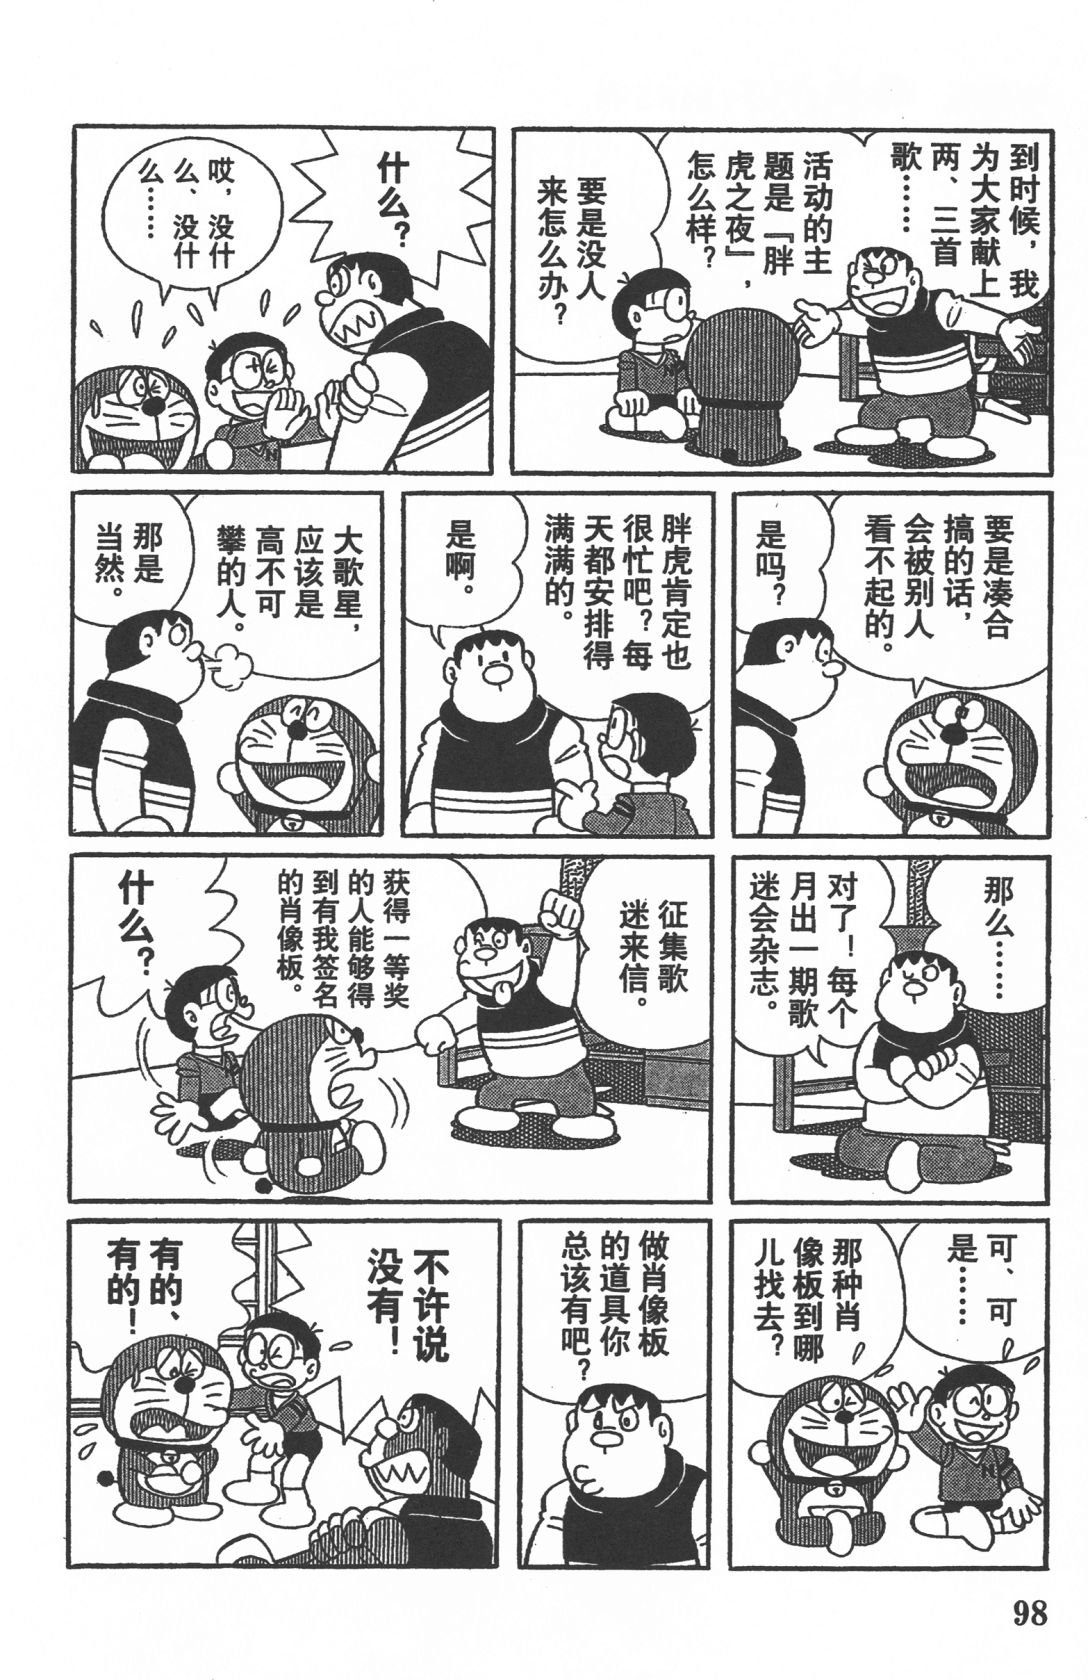 到时候，我
为大家献上
两、三首
歌……
活动的主
题是『胖
虎之夜』，
怎么样？
要是没人
来怎么办？
什么？
哎，没什
么、没什
么……
要是凑合
搞的话，
会被别人
看不起的。
是吗？
胖虎肯定也
很忙吧？每
天都安排得
满满的。
是啊。
大歌星，
应该是
高不可
攀的人。
那是
当然。
那么……
对了！每个
月出一期歌
迷会杂志。
征集歌
迷来信。
获得一等奖
的人能够得
到有我签名
的肖像板。
什么？
可、可
是……
那种肖
像板到哪
儿找去？
做肖像板
的道具你
总该有吧？
不许说
没有！
有的、
有的！
98